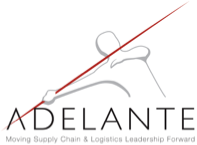 ADELANTE
Moving Supply Chain & Logistics Leadership Forward